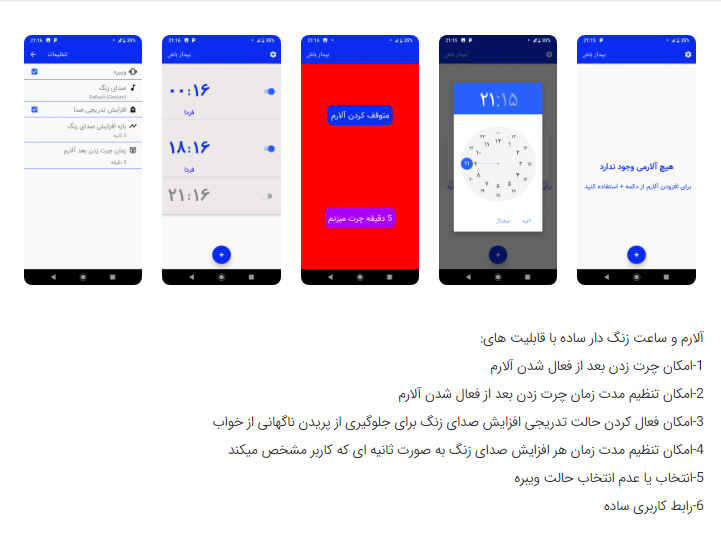 21:16
35%
تنظیمات
ویبره
صدای زنگ
Default (Cesium)
افزایش تدریجی صدا
بازه افزایش صدای زنگ
3 ثانیه
زمان چرت زدن بعد آلارم
5 دقیقه
21:16
35%
بیدار باش
۰۰:۱۶
فردا
۱۸:۱۶
فردا
۲۱:۱۶
21:16
35%
بیدار باش
متوقف کردن آلارم
5 دقیقه چرت میزنم
21:15
35%
بیدار باش
۲۱:۱۵
تایید
بیخیال
21:15
35%
بیدار باش
هیچ آلارمی وجود ندارد
برای افزودن آلارم از دکمه + استفاده کنید
آلارم و ساعت زنگ دار ساده با قابلیت های:
1-امکان چرت زدن بعد از فعال شدن آلارم
2-امکان تنظیم مدت زمان چرت زدن بعد از فعال شدن آلارم
3-امکان فعال کردن حالت تدریجی افزایش صدای زنگ برای جلوگیری از پریدن ناگهانی از خواب
4-امکان تنظیم مدت زمان هر افزایش صدای زنگ به صورت ثانیه ای که کاربر مشخص میکند
5-انتخاب یا عدم انتخاب حالت ویبره
6-رابط کاربری ساده